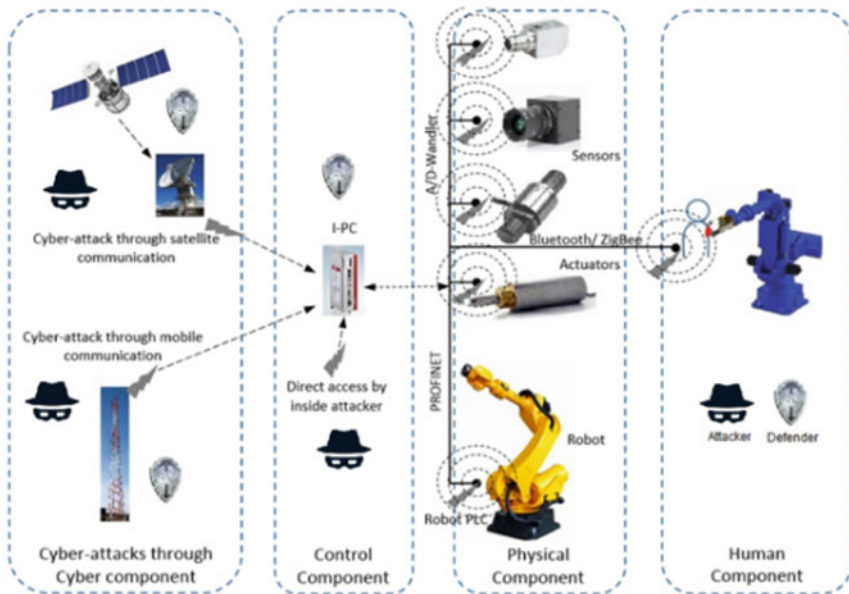 Cyber-attack through satellite
communication
Cyber-attack through mobile
communication
Cyber-attacks through
Cyber component
I-PC
Direct access by
inside attacker
Control
Component
A/D-Wandler
Sensors
Bluetooth/ ZigBee
Actuators
PROFINET
Robot
Robot PLC
Physical
Component
Attacker
Defender
Human
Component